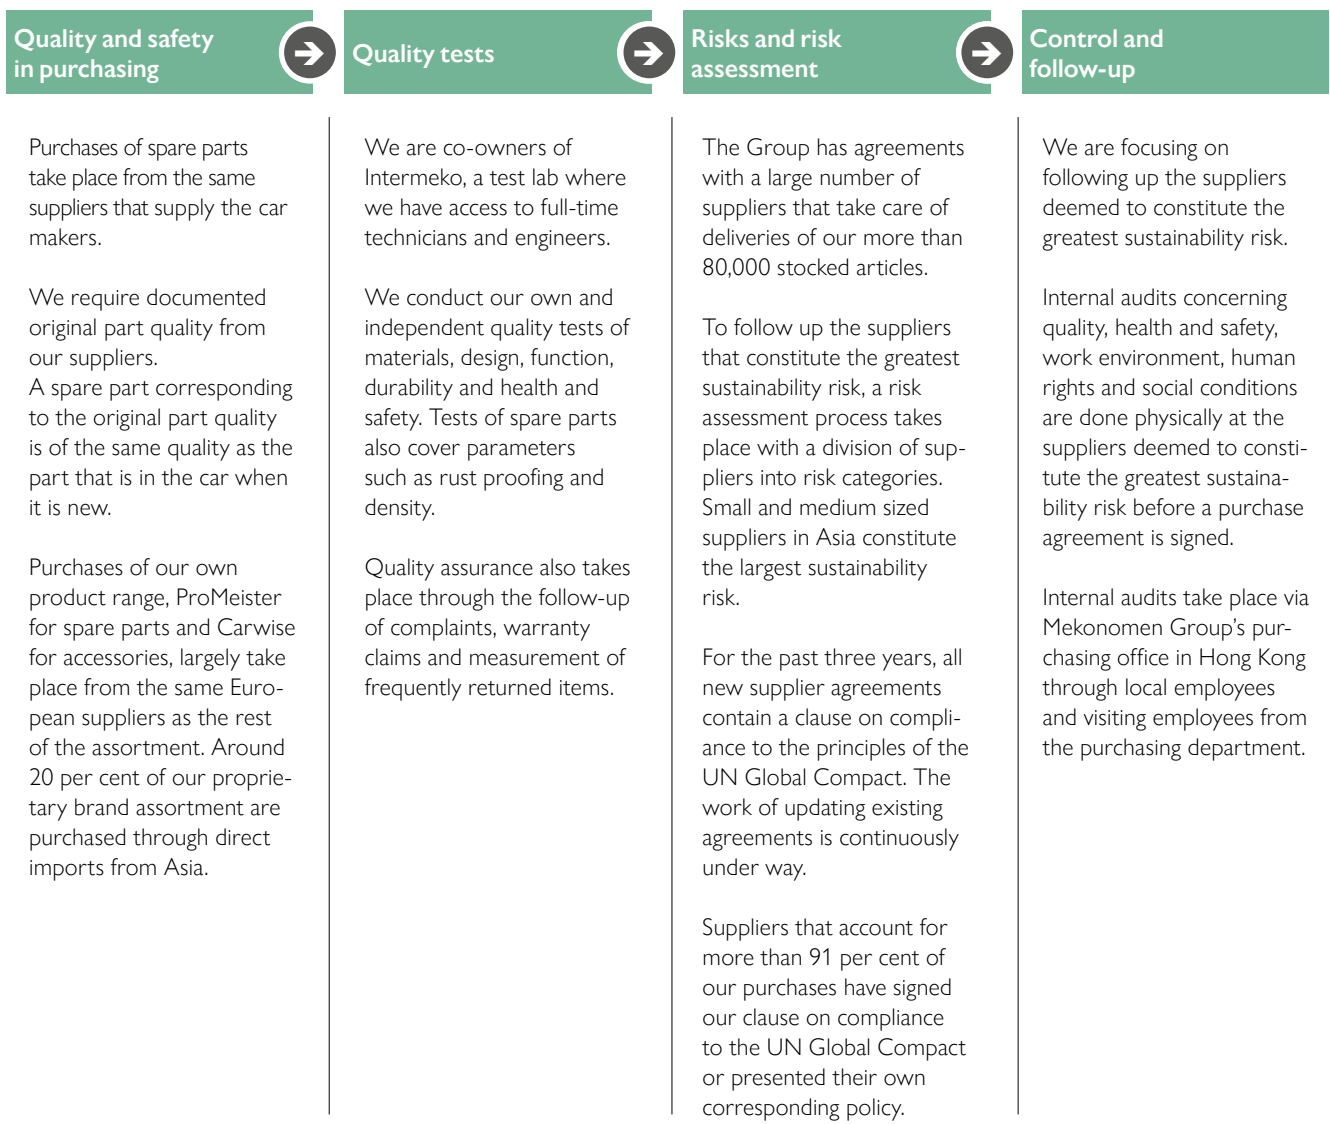 Quality and safety
in purchasing
Quality tests
Risks and risk
assessment
Control and
follow-up
Purchases of spare parts
take place from the same
suppliers that supply the car
makers.
We require documented
original part quality from
our suppliers.
A spare part corresponding
to the original part quality
is of the same quality as the
part that is in the car when
it is new.
Purchases of our own
product range, ProMeister
for spare parts and Carwise
for accessories, largely take
place from the same Euro-
pean suppliers as the rest
of the assortment. Around
20 per cent of our proprie-
tary brand assortment are
purchased through direct
imports from Asia.
We are co-owners of
Intermeko, a test lab where
we have access to full-time
technicians and engineers.
We conduct our own and
independent quality tests of
materials, design, function,
durability and health and
safety. Tests of spare parts
also cover parameters
such as rust proofing and
density.
Quality assurance also takes
place through the follow-up
of complaints, warranty
claims and measurement of
frequently returned items.
The Group has agreements
with a large number of
suppliers that take care of
deliveries of our more than
80,000 stocked articles.
To follow up the suppliers
that constitute the greatest
sustainability risk, a risk
assessment process takes
place with a division of sup-
pliers into risk categories.
Small and medium sized
suppliers in Asia constitute
the largest sustainability
risk.
For the past three years, all
new supplier agreements
contain a clause on compli-
ance to the principles of the
UN Global Compact. The
work of updating existing
agreements is continuously
under way.
Suppliers that account for
more than 91 per cent of
our purchases have signed
our clause on compliance
to the UN Global Compact
or presented their own
corresponding policy.
We are focusing on
following up the suppliers
deemed to constitute the
greatest sustainability risk.
Internal audits concerning
quality, health and safety,
work environment, human
rights and social conditions
are done physically at the
suppliers deemed to consti-
tute the greatest sustaina-
bility risk before a purchase
agreement is signed.
Internal audits take place via
Mekonomen Group's pur-
chasing office in Hong Kong
through local employees
and visiting employees from
the purchasing department.